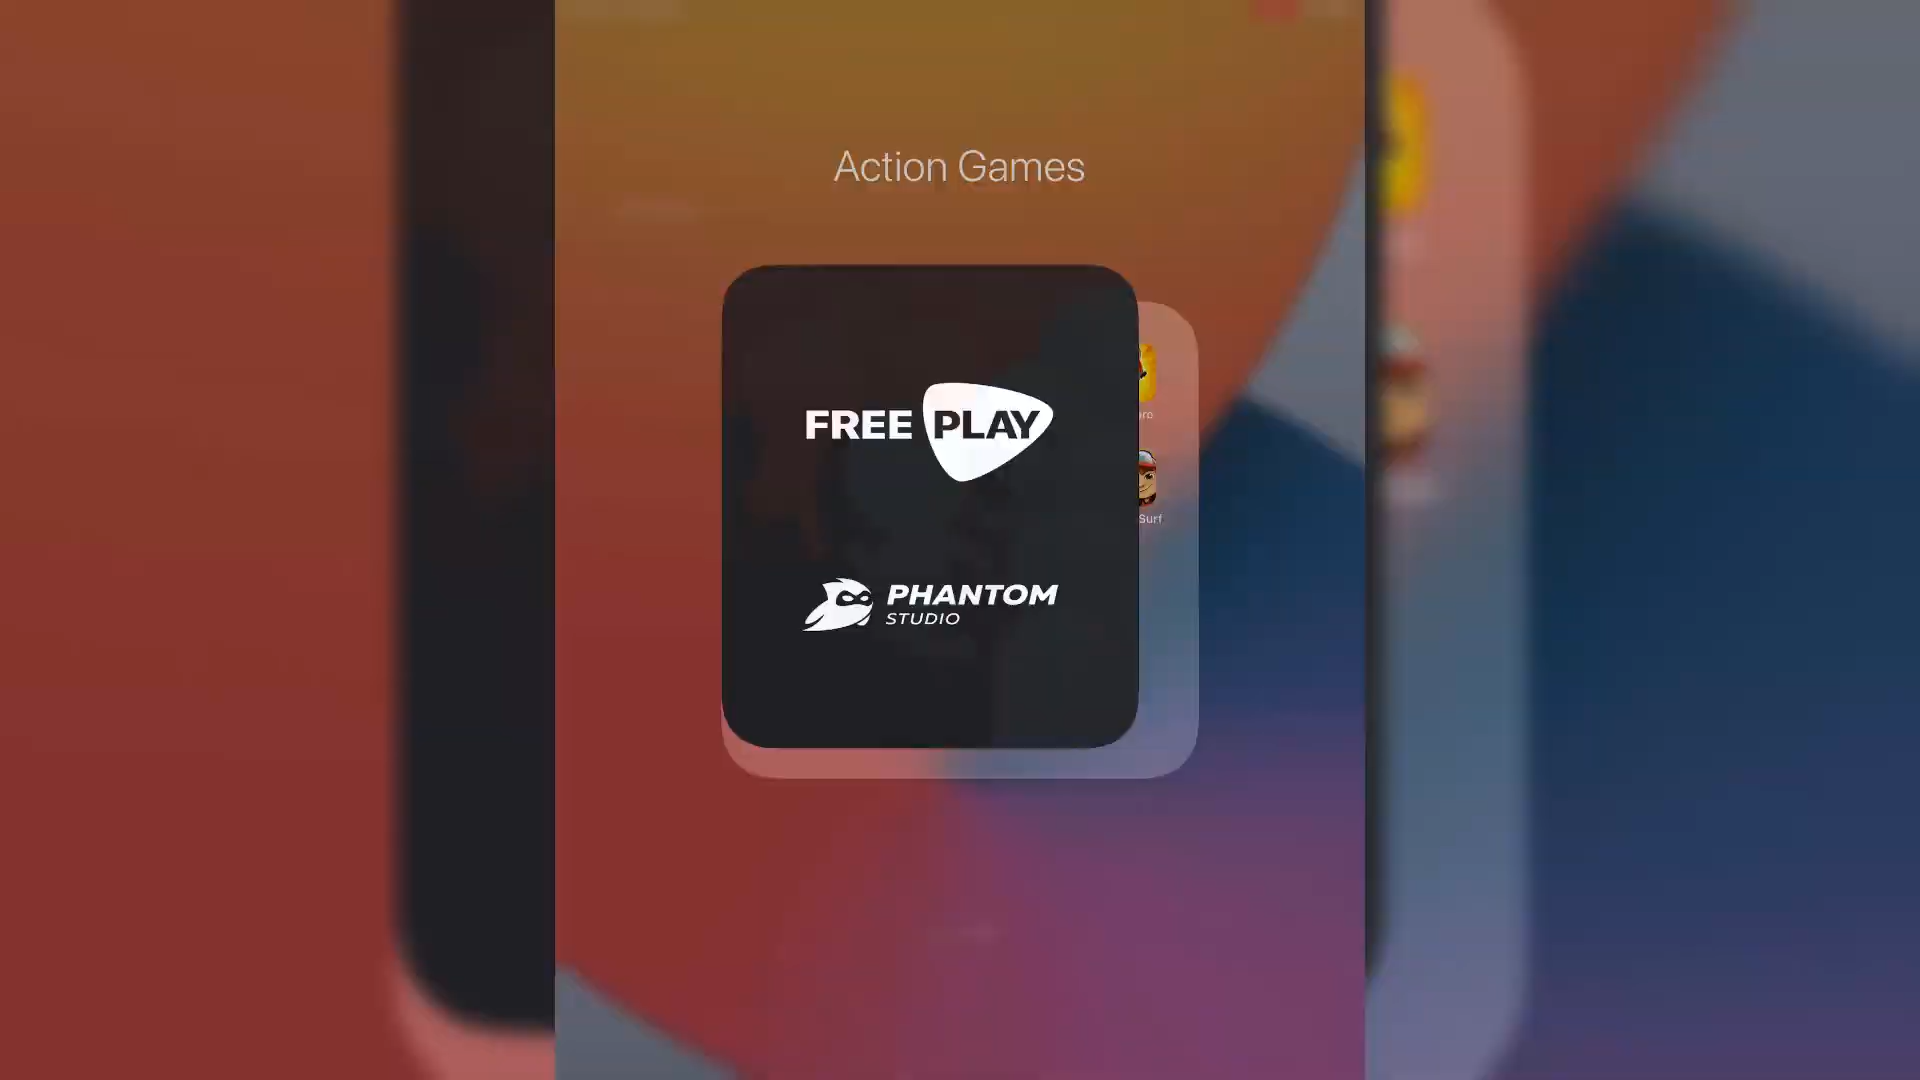 Action Games
FREE PLAY
PHANTOM
STUDIO
Surf